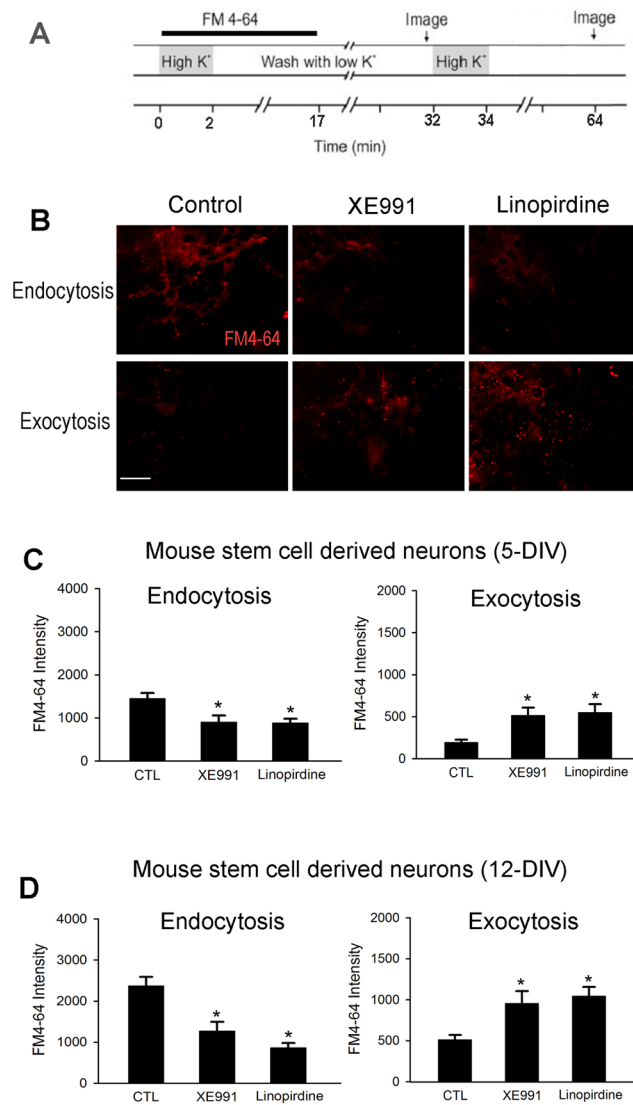 A
FM 4-64
Image
Image
High K+
Wash with low K+
High K+
0 2 17 32 34 64
Time (min)
B
Control XE991 Linopirdine
Endocytosis
FM4-64
Exocytosis
C
Mouse stem cell derived neurons (5-DIV)
Endocytosis
FM4-64 Intensity
4000
3000
2000
1000
0
*
*
CTL XE991 Linopirdine
Exocytosis
FM4-64 Intensity
2000
1500
1000
500
0
*
*
CTL XE991 Linopirdine
D
Mouse stem cell derived neurons (12-DIV)
Endocytosis
FM4-64 Intensity
4000
3000
2000
1000
0
*
*
CTL XE991 Linopirdine
Exocytosis
FM4-64 Intensity
2000
1500
1000
500
0
*
*
CTL XE991 Linopirdine